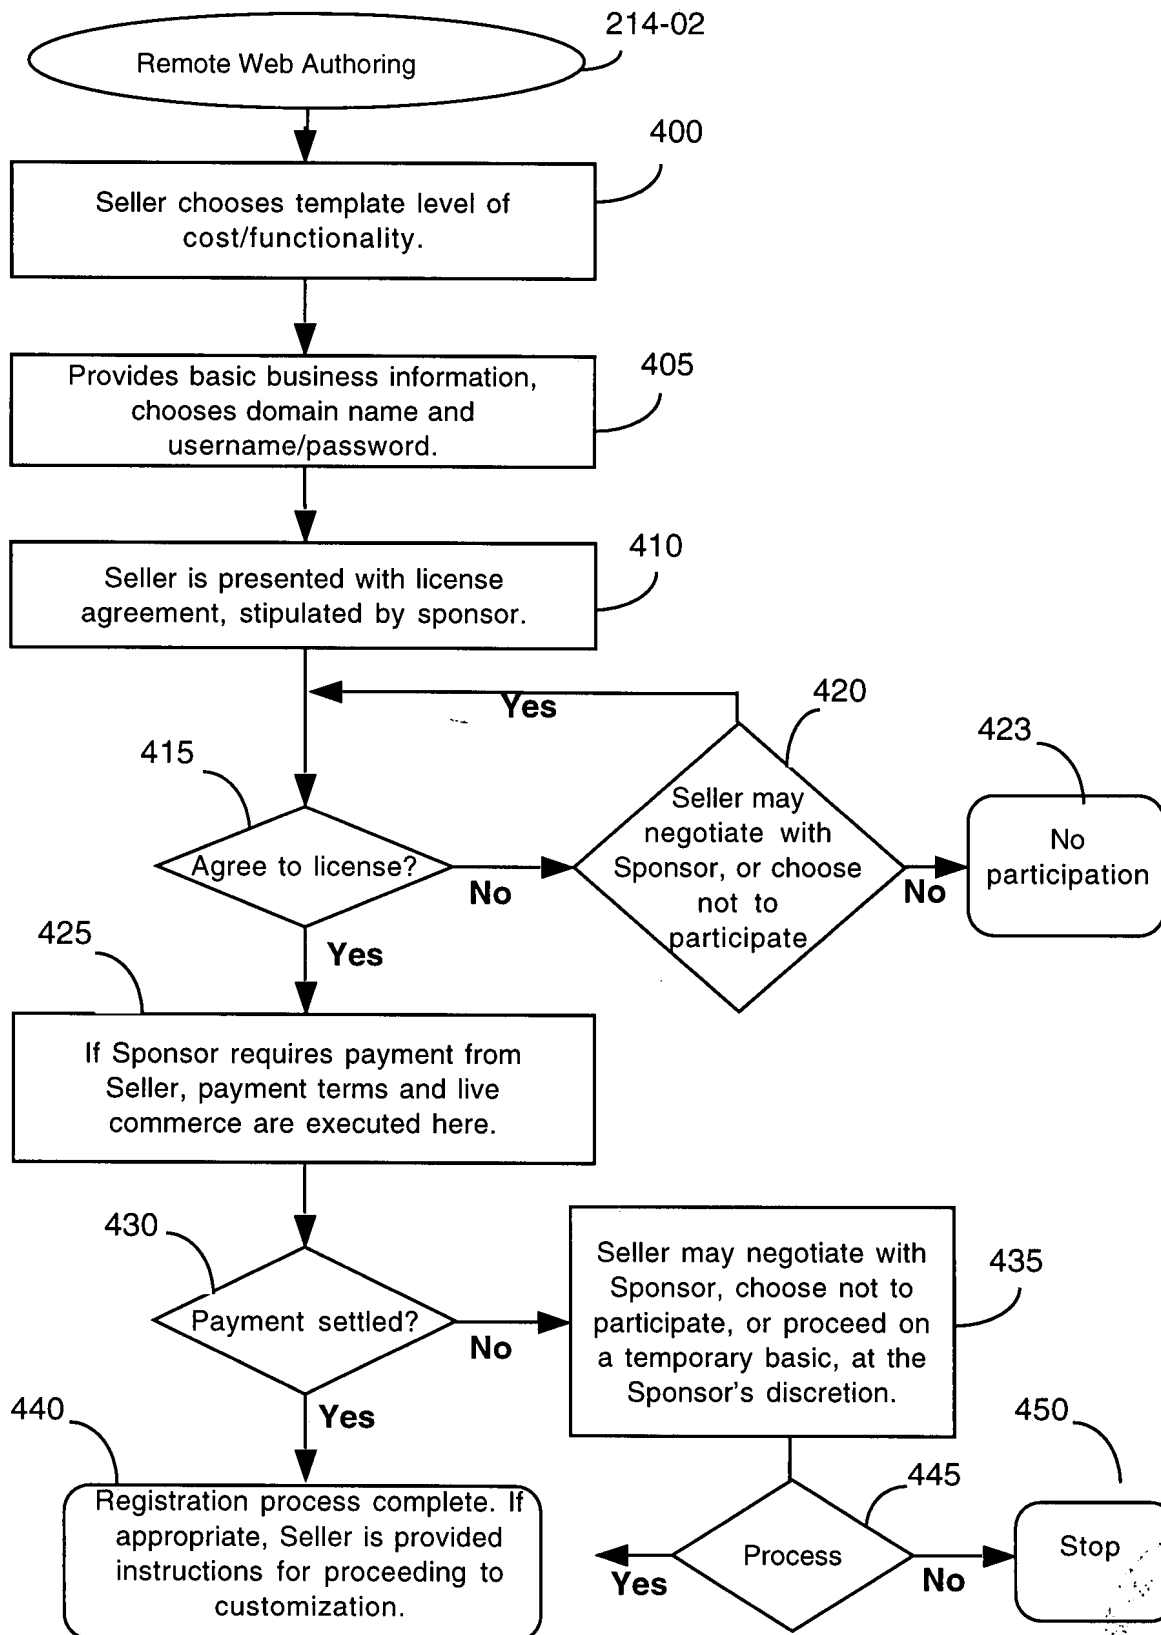 214-02
Remote Web Authoring
400
Seller chooses template level of
cost/functionality.
405
Provides basic business information,
chooses domain name and
username/password.
410
Seller is presented with license
agreement, stipulated by sponsor.
Yes
420
423
415
Seller may
negotiate with
Sponsor, or choose
not to
participate
No
participation
Agree to license?
No
No
425
Yes
If Sponsor requires payment from
Seller, payment terms and live
commerce are executed here.
430
Payment settled?
No
Seller may negotiate with
Sponsor, choose not to
participate, or proceed on
a temporary basic, at the
Sponsor's discretion.
435
440
Yes
450
445
Registration process complete. If
appropriate, Seller is provided
instructions for proceeding to
customization.
Yes
Process
No
Stop